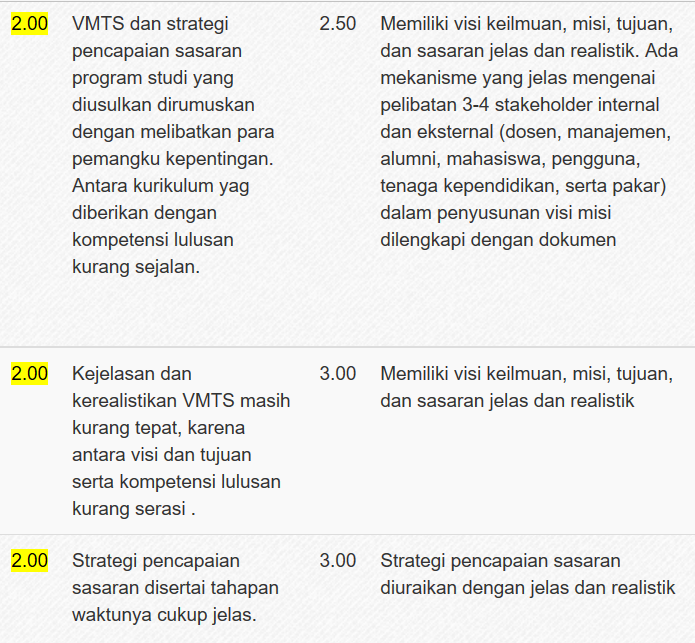 2.00
VMTS dan strategi
pencapaian sasaran
program studi yang
diusulkan dirumuskan
dengan melibatkan para
pemangku kepentingan.
Antara kurikulum yag
diberikan dengan
kompetensi lulusan
kurang sejalan.
2.50
Memiliki visi keilmuan, misi, tujuan,
dan sasaran jelas dan realistik. Ada
mekanisme yang jelas mengenai
pelibatan 3-4 stakeholder internal
dan eksternal (dosen, manajemen,
alumni, mahasiswa, pengguna,
tenaga kependidikan, serta pakar)
dalam penyusunan visi misi
dilengkapi dengan dokumen
2.00
Kejelasan dan
kerealistikan VMTS masih
kurang tepat, karena
antara visi dan tujuan
serta kompetensi lulusan
kurang serasi .
3.00
Memiliki visi keilmuan, misi, tujuan,
dan sasaran jelas dan realistik
2.00
Strategi pencapaian
sasaran disertai tahapan
waktunya cukup jelas.
3.00
Strategi pencapaian sasaran
diuraikan dengan jelas dan realistik